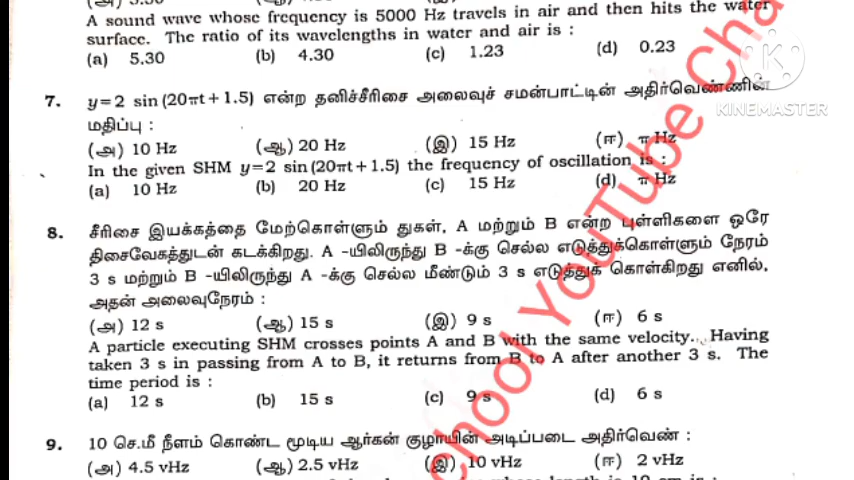 A sound wave whose frequency is 5000 Hz travels in air and then hits the water
surface. The ratio of its wavelengths in water and air is :
(a) 5.30 (b) 4.30 (c) 1.23 (d) 0.23
7. y=2 sin (20πt+1.5) என்ற தனிச்சீரிசை அலைவுச் சமன்பாட்டின் அதிர்வெண்ணின்
மதிப்பு :
(அ) 10 Hz (ஆ) 20 Hz (இ) 15 Hz (ஈ) π Hz
In the given SHM y=2 sin (20πt+1.5) the frequency of oscillation is :
(a) 10 Hz (b) 20 Hz (c) 15 Hz (d) π Hz
8. சீரிசை இயக்கத்தை மேற்கொள்ளும் துகள், A மற்றும் B என்ற புள்ளிகளை ஒரே
திசைவேகத்துடன் கடக்கிறது. A -யிலிருந்து B -க்கு செல்ல எடுத்துக்கொள்ளும் நேரம்
3 s மற்றும் B -யிலிருந்து A -க்கு செல்ல மீண்டும் 3 s எடுத்துக் கொள்கிறது எனில்,
அதன் அலைவுநேரம் :
(அ) 12 s (ஆ) 15 s (இ) 9 s (ஈ) 6 s
A particle executing SHM crosses points A and B with the same velocity. Having
taken 3 s in passing from A to B, it returns from B to A after another 3 s. The
time period is :
(a) 12 s (b) 15 s (c) 9 s (d) 6 s
9. 10 செ.மீ நீளம் கொண்ட மூடிய ஆர்கன் குழாயின் அடிப்படை அதிர்வெண் :
(அ) 4.5 vHz (ஆ) 2.5 vHz (இ) 10 vHz (ஈ) 2 vHz
chool YouTube Cha
KINEMASTER